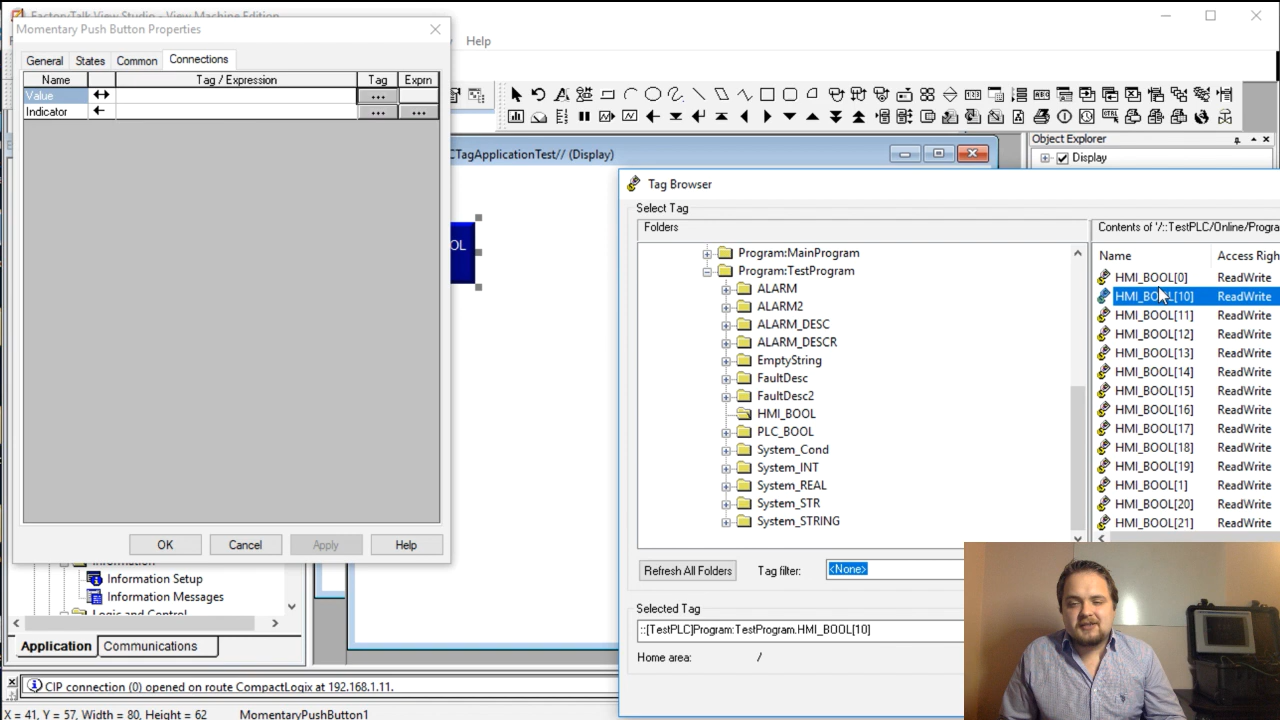 FactoryTalk View Studio - View Machine Edition
Momentary Push Button Properties
Help
General States Common Connections
Name Tag / Expression Tag Exprn
Value ...
Indicator ... ...
CTagApplicationTest// (Display)
Object Explorer
Display
OL
Tag Browser
Select Tag
Folders
Contents of '/::TestPLC/Online/Progra
Name Access Righ
Program:MainProgram
Program:TestProgram
ALARM
ALARM2
ALARM_DESC
ALARM_DESCR
EmptyString
FaultDesc
FaultDesc2
HMI_BOOL
PLC_BOOL
System_Cond
System_INT
System_REAL
System_STR
System_STRING
HMI_BOOL[0] ReadWrite
HMI_BOOL[10] ReadWrite
HMI_BOOL[11] ReadWrite
HMI_BOOL[12] ReadWrite
HMI_BOOL[13] ReadWrite
HMI_BOOL[14] ReadWrite
HMI_BOOL[15] ReadWrite
HMI_BOOL[16] ReadWrite
HMI_BOOL[17] ReadWrite
HMI_BOOL[18] ReadWrite
HMI_BOOL[19] ReadWrite
HMI_BOOL[1] ReadWrite
HMI_BOOL[20] ReadWrite
HMI_BOOL[21] ReadWrite
OK Cancel Apply Help
Refresh All Folders Tag filter: <None>
Selected Tag
::[TestPLC]Program:TestProgram.HMI_BOOL[10]
Home area: /
Information
Information Setup
Information Messages
Logic and Control
Application Communications
CIP connection (0) opened on route CompactLogix at 192.168.1.11.
X = 41, Y = 57, Width = 80, Height = 62 MomentaryPushButton1